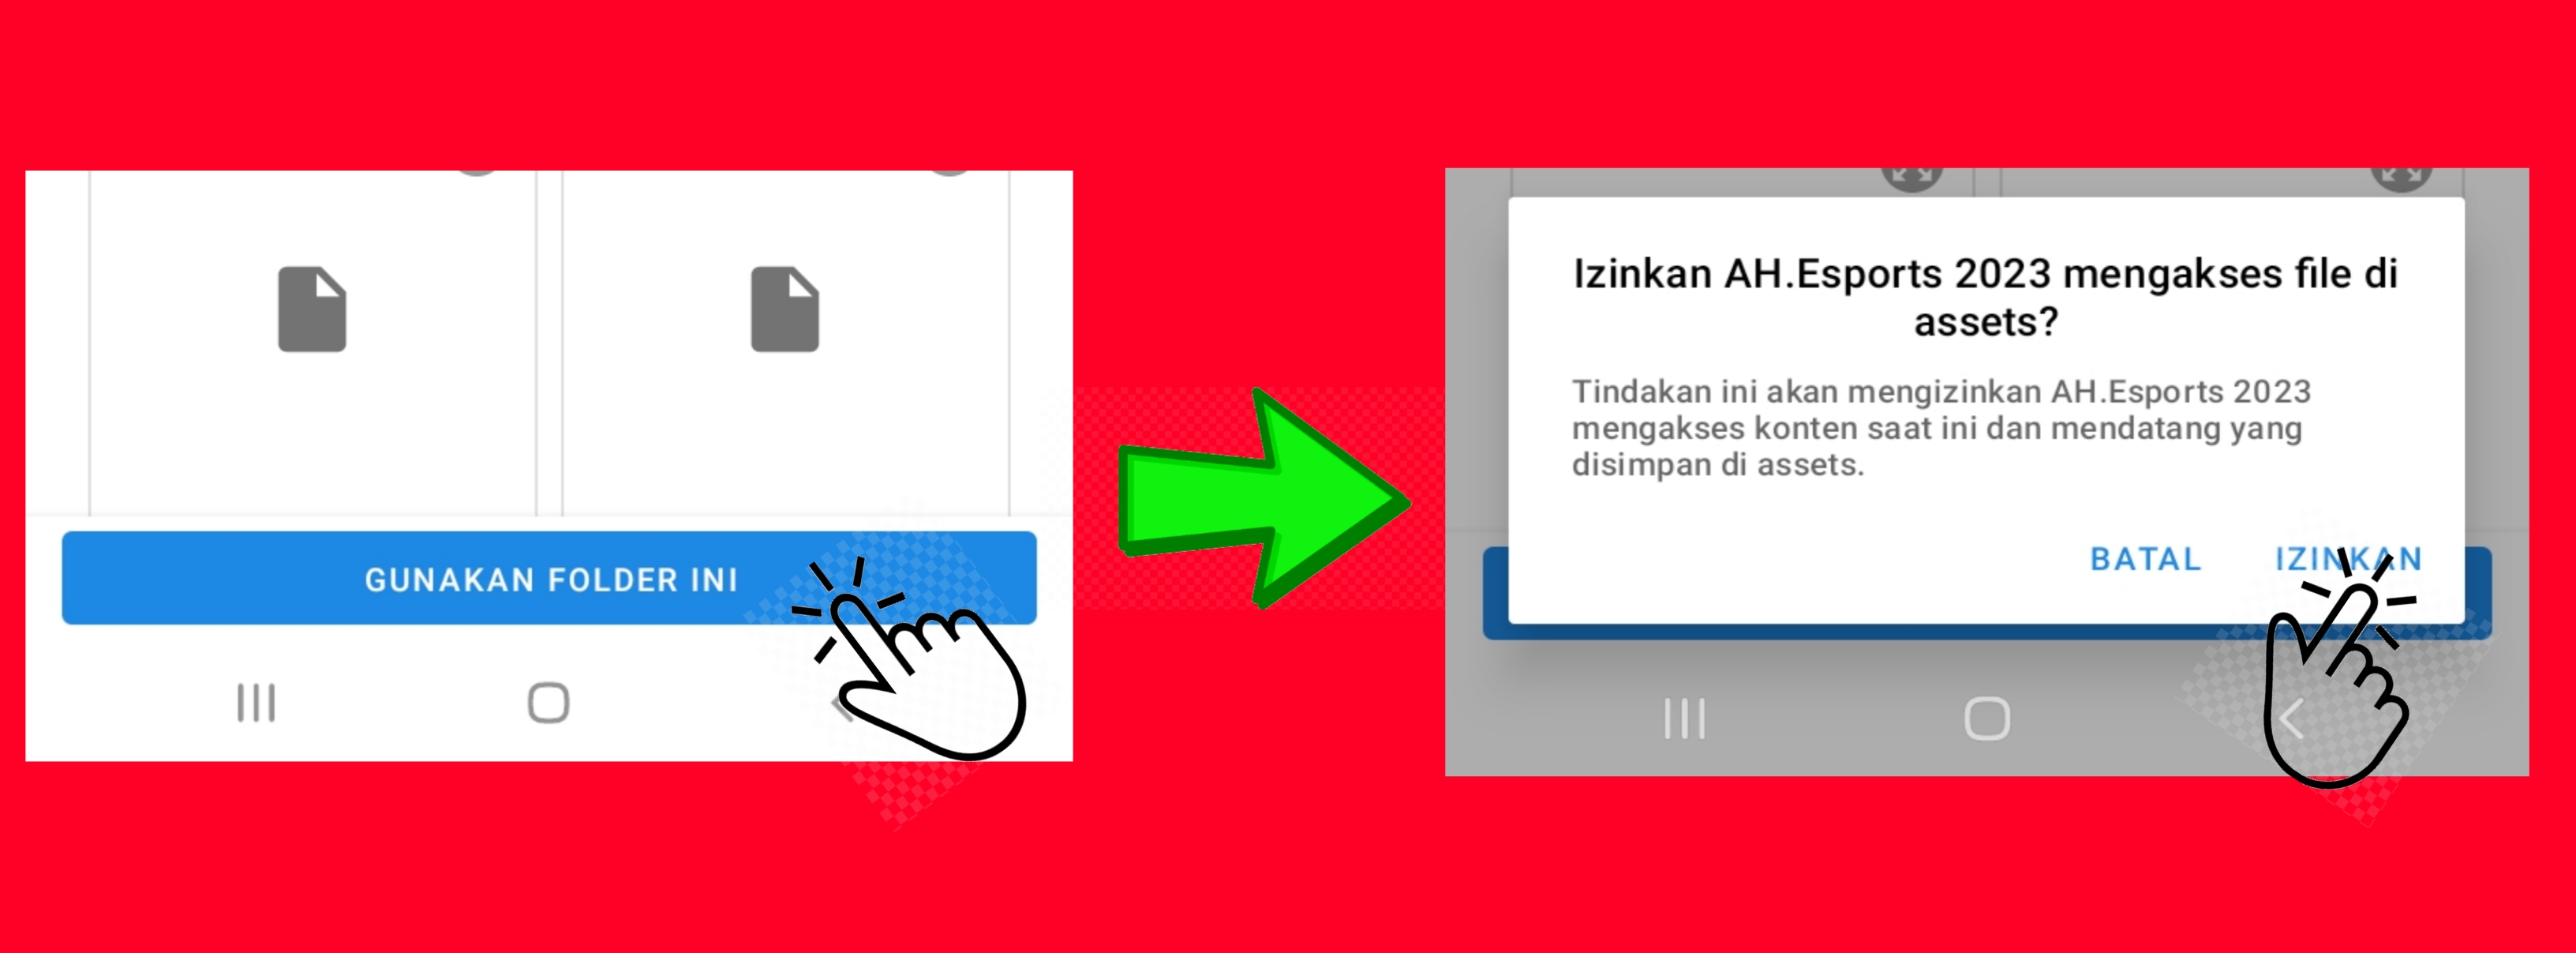 GUNAKAN FOLDER INI
Izinkan AH.Esports 2023 mengakses file di
assets?
Tindakan ini akan mengizinkan AH.Esports 2023
mengakses konten saat ini dan mendatang yang
disimpan di assets.
BATAL IZINKAN